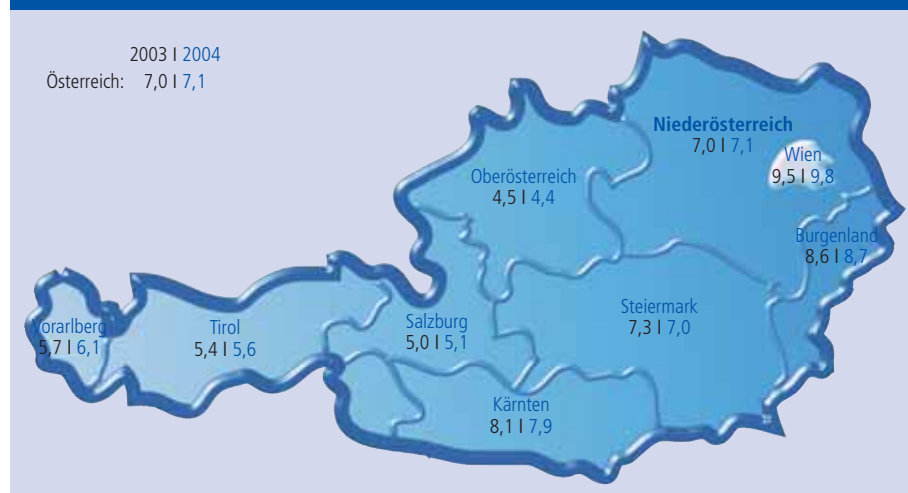 2003 I 2004
Österreich: 7,0 I 7,1
Niederösterreich
7,0 I 7,1
Wien
9,5 I 9,8
Oberösterreich
4,5 I 4,4
Burgenland
8,6 I 8,7
Steiermark
7,3 I 7,0
Salzburg
5,0 I 5,1
Tirol
5,4 I 5,6
Vorarlberg
5,7 I 6,1
Kärnten
8,1 I 7,9